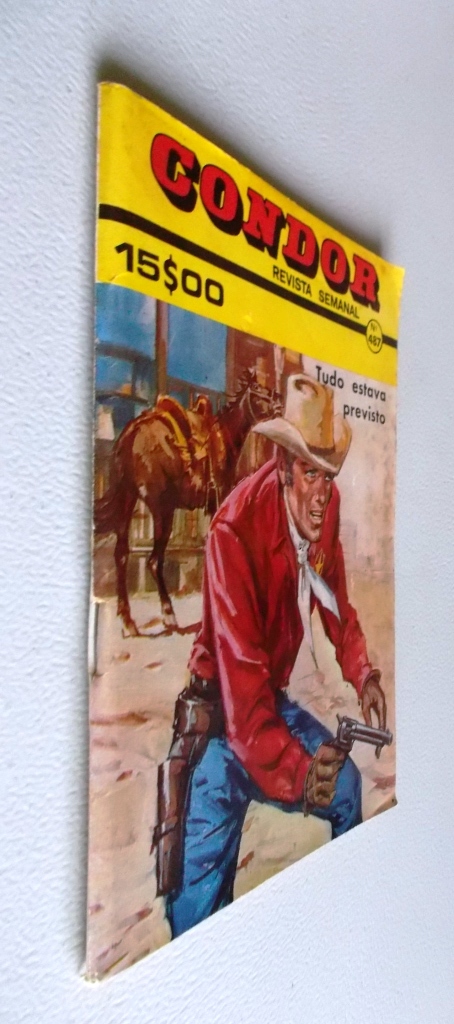 CONDOR
REVISTA SEMANAL
15$00
Nº 487
Tudo estava
previsto